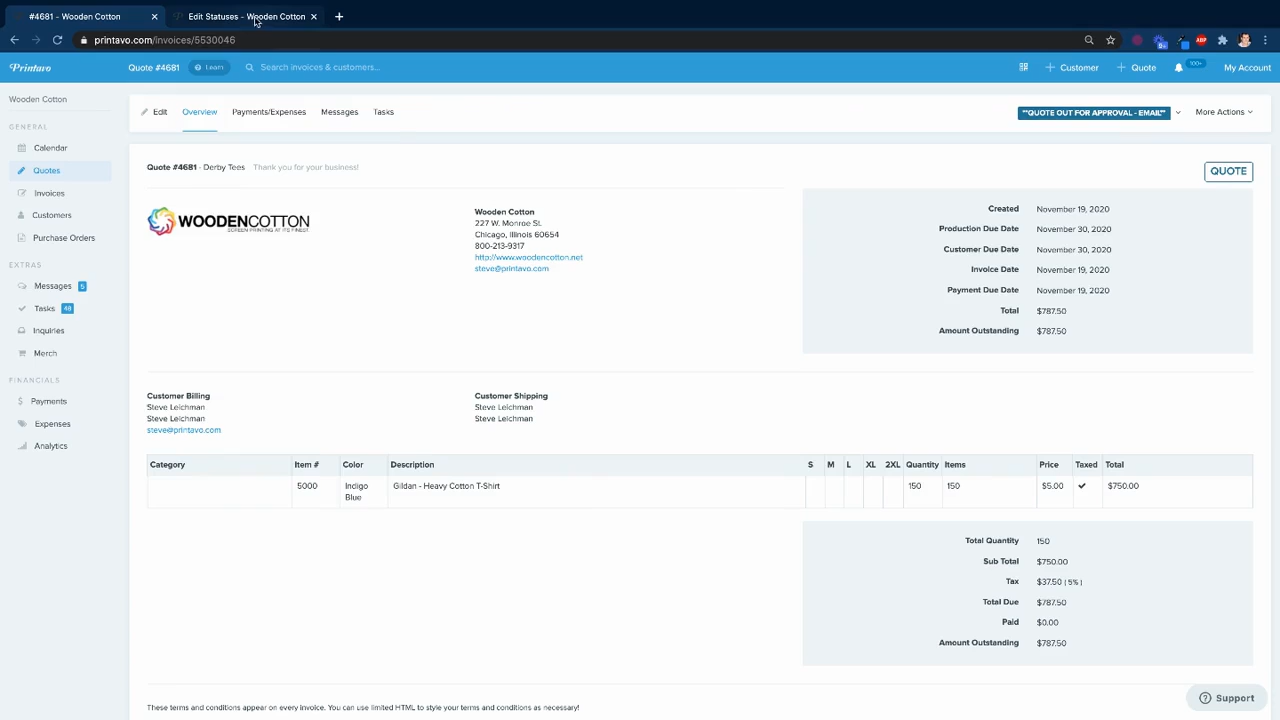 #4681 - Wooden Cotton
Edit Statuses - Wooden Cotton
printavo.com/invoices/5530046
Printavo
Quote #4681
Learn
Search invoices & customers...
Customer
Quote
100+
My Account
Wooden Cotton
GENERAL
Calendar
Quotes
Invoices
Customers
Purchase Orders
EXTRAS
Messages 5
Tasks 48
Inquiries
Merch
FINANCIALS
Payments
Expenses
Analytics
Edit
Overview
Payments/Expenses
Messages
Tasks
**QUOTE OUT FOR APPROVAL - EMAIL**
More Actions
Quote #4681 - Derby Tees Thank you for your business!
QUOTE
WOODENCOTTON
SCREEN PRINTING AT ITS FINEST.
Wooden Cotton
227 W. Monroe St.
Chicago, Illinois 60654
800-213-9317
http://www.woodencotton.net
steve@printavo.com
Created November 19, 2020
Production Due Date November 30, 2020
Customer Due Date November 30, 2020
Invoice Date November 19, 2020
Payment Due Date November 19, 2020
Total $787.50
Amount Outstanding $787.50
Customer Billing
Steve Leichman
Steve Leichman
steve@printavo.com
Customer Shipping
Steve Leichman
Steve Leichman
Category Item # Color Description S M L XL 2XL Quantity Items Price Taxed Total
5000 Indigo Blue Gildan - Heavy Cotton T-Shirt 150 150 $5.00 ✔ $750.00
Total Quantity 150
Sub Total $750.00
Tax $37.50 ( 5% )
Total Due $787.50
Paid $0.00
Amount Outstanding $787.50
These terms and conditions appear on every invoice. You can use limited HTML to style your terms and conditions as necessary!
Support